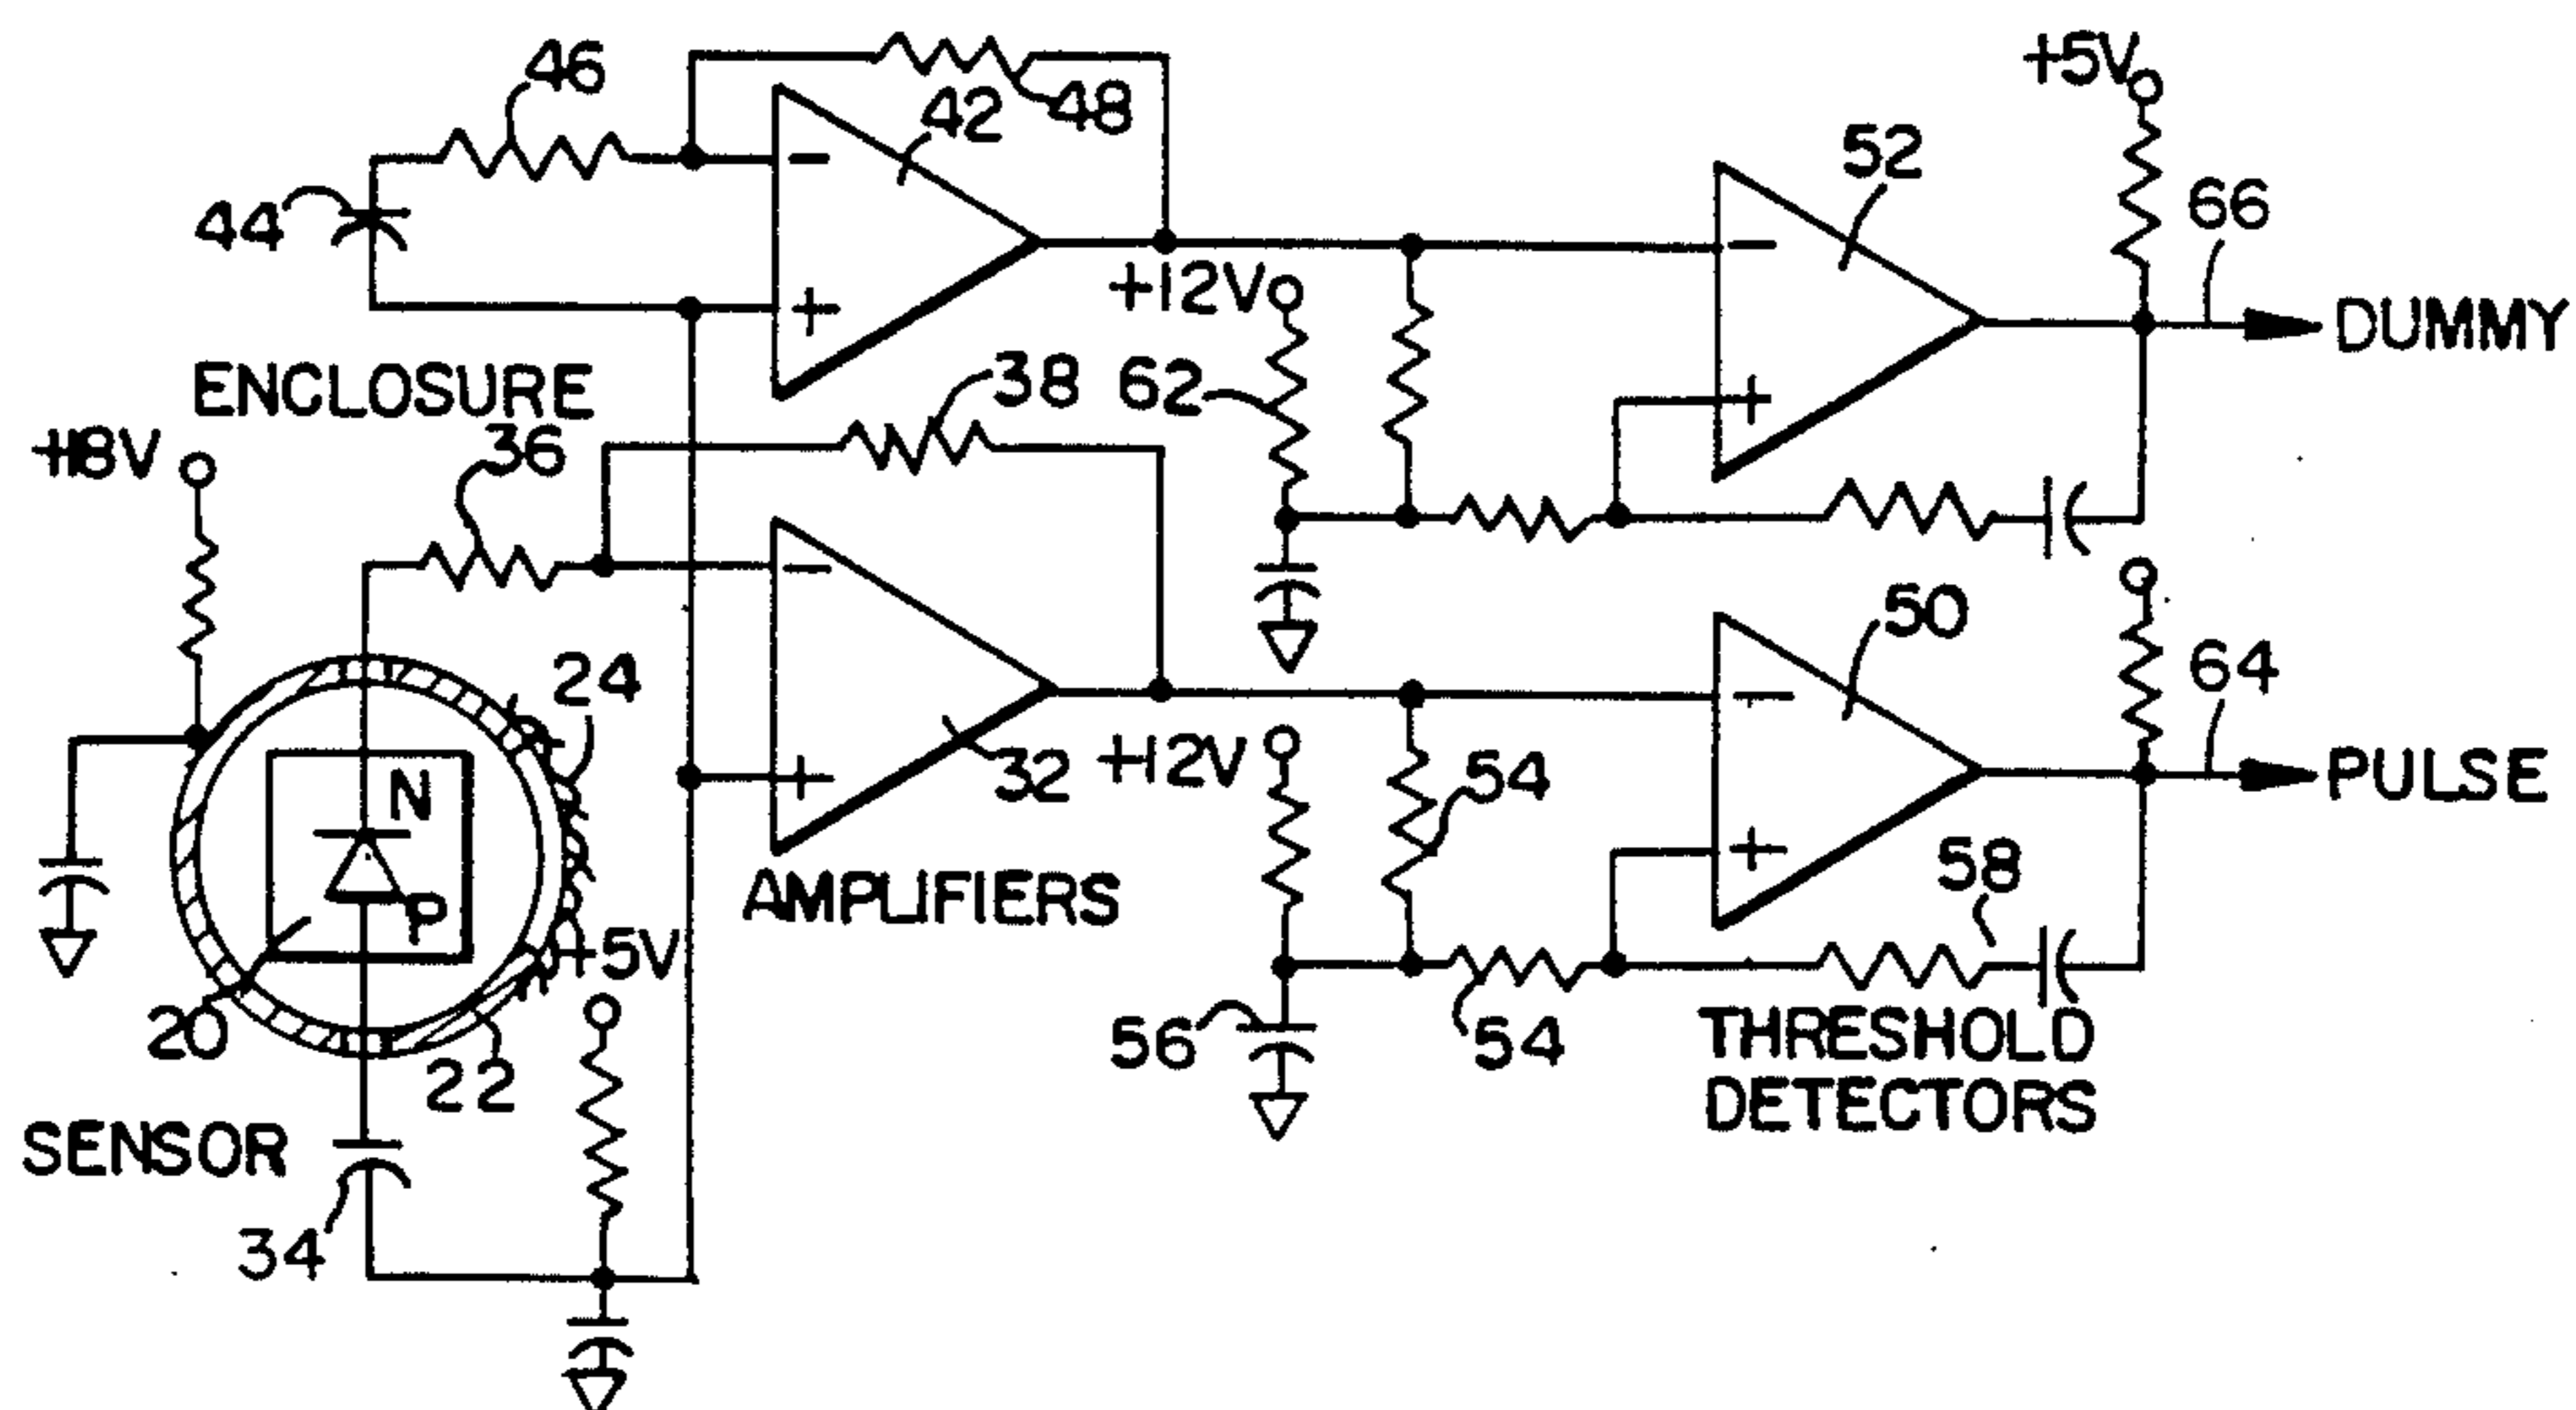 46
48
42
+5V
52
66
44
+12V
DUMMY
ENCLOSURE
38
62
+18V
36
50
24
64
N
32
+12V
54
PULSE
P
AMPLIFIERS
58
+5V
20
22
56
54
THRESHOLD
DETECTORS
SENSOR
34
-
+
-
+
-
+
-
+